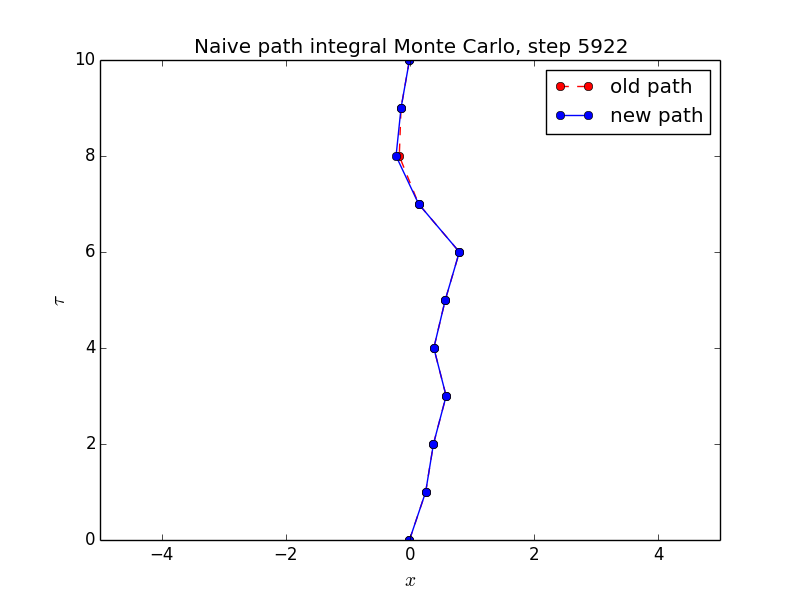 Naive path integral Monte Carlo, step 5922
old path
new path
10
8
6
4
2
0
τ
−4 −2 0 2 4
x